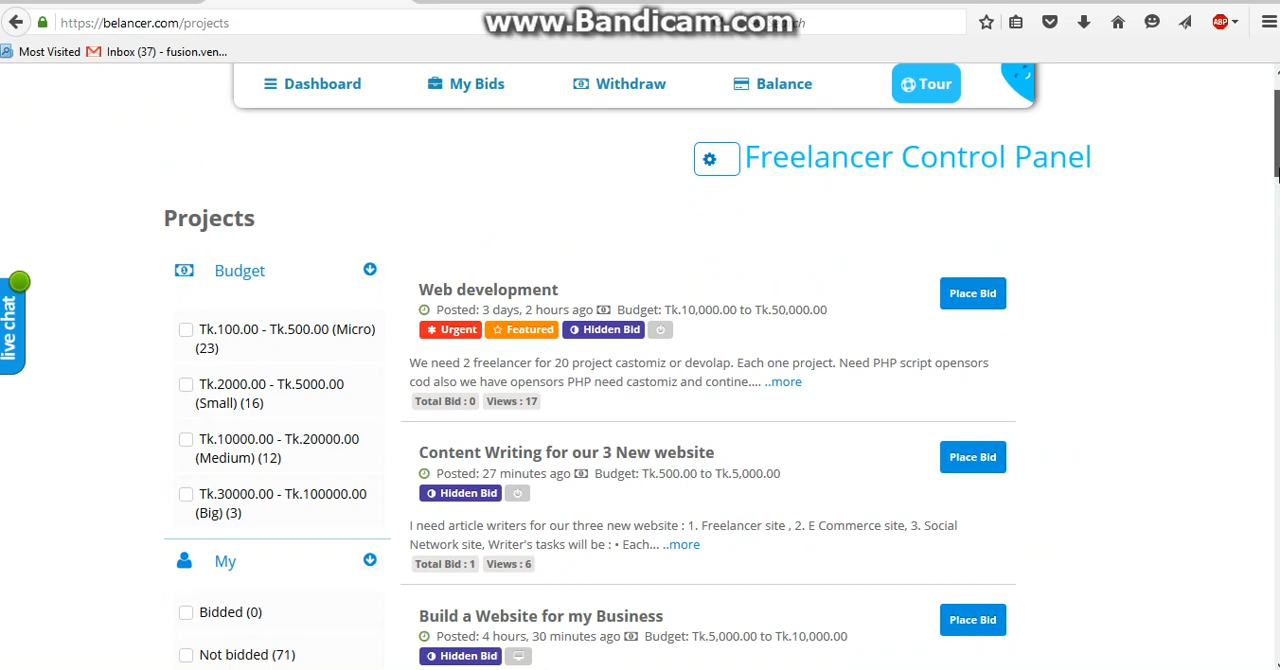 https://belancer.com/projects
www.Bandicam.com
ch
ABP
Most Visited Inbox (37) - fusion.ven...
Dashboard My Bids Withdraw Balance Tour
Freelancer Control Panel
Projects
Budget
Tk.100.00 - Tk.500.00 (Micro)
(23)
Tk.2000.00 - Tk.5000.00
(Small) (16)
Tk.10000.00 - Tk.20000.00
(Medium) (12)
Tk.30000.00 - Tk.100000.00
(Big) (3)
My
Bidded (0)
Not bidded (71)
live chat
Web development
Place Bid
Posted: 3 days, 2 hours ago Budget: Tk.10,000.00 to Tk.50,000.00
Urgent Featured Hidden Bid
We need 2 freelancer for 20 project castomiz or devolap. Each one project. Need PHP script opensors
cod also we have opensors PHP need castomiz and contine.... ..more
Total Bid : 0 Views : 17
Content Writing for our 3 New website
Place Bid
Posted: 27 minutes ago Budget: Tk.500.00 to Tk.5,000.00
Hidden Bid
I need article writers for our three new website : 1. Freelancer site , 2. E Commerce site, 3. Social
Network site, Writer's tasks will be : • Each... ..more
Total Bid : 1 Views : 6
Build a Website for my Business
Place Bid
Posted: 4 hours, 30 minutes ago Budget: Tk.5,000.00 to Tk.10,000.00
Hidden Bid